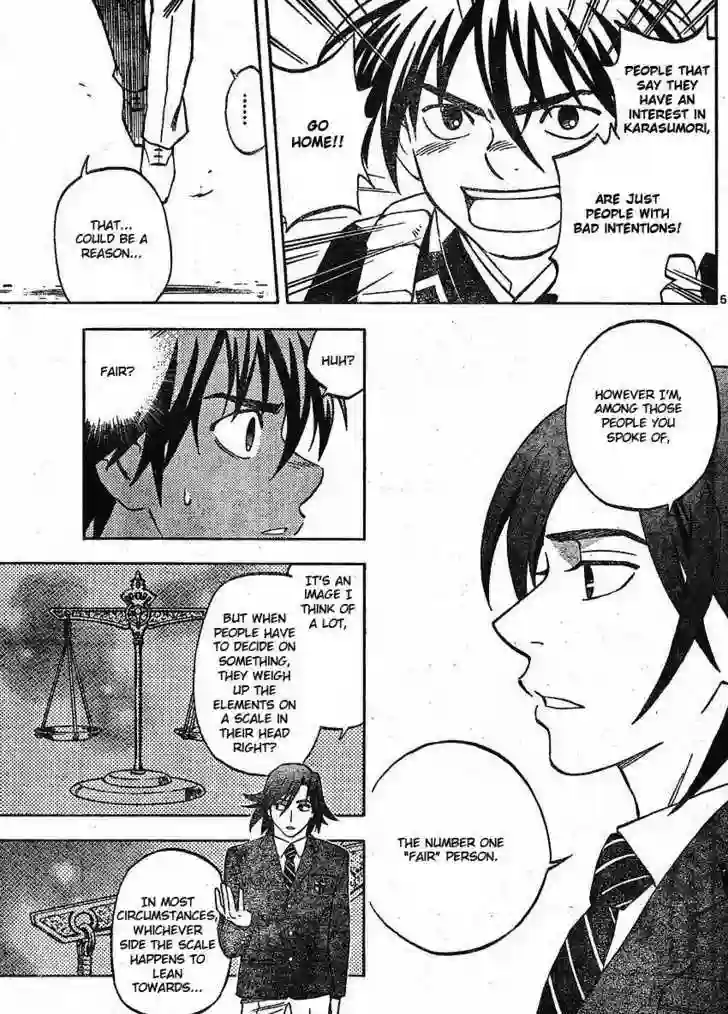 PEOPLE THAT
SAY THEY
HAVE AN
INTEREST IN
KARASUMORI,
ARE JUST
PEOPLE WITH
BAD INTENTIONS!
GO
HOME!!
......
THAT...
COULD BE A
REASON...
5
HOWEVER I'M,
AMONG THOSE
PEOPLE YOU
SPOKE OF,
THE NUMBER ONE
"FAIR" PERSON.
HUH?
FAIR?
IT'S AN
IMAGE I
THINK OF
A LOT,
BUT WHEN
PEOPLE HAVE
TO DECIDE ON
SOMETHING,
THEY WEIGH
UP THE
ELEMENTS ON
A SCALE IN
THEIR HEAD
RIGHT?
IN MOST
CIRCUMSTANCES,
WHICHEVER
SIDE THE SCALE
HAPPENS TO
LEAN
TOWARDS...